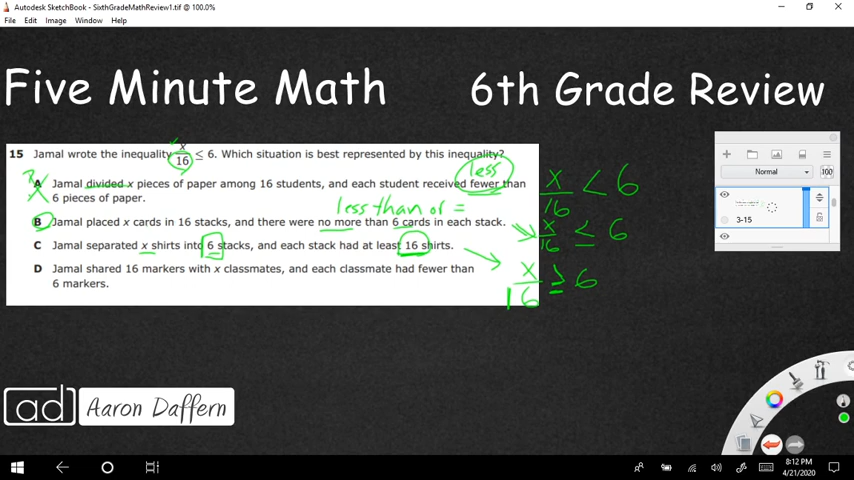 Autodesk SketchBook - SixthGradeMathReview1.tif @ 100.0%
File Edit Image Window Help
Five Minute Math 6th Grade Review
15 Jamal wrote the inequality x/16 ≤ 6. Which situation is best represented by this inequality?
less
A Jamal divided x pieces of paper among 16 students, and each student received fewer than
6 pieces of paper.
x/16 < 6
less than or =
B Jamal placed x cards in 16 stacks, and there were no more than 6 cards in each stack.
x/16 ≤ 6
C Jamal separated x shirts into 6 stacks, and each stack had at least 16 shirts.
x/16 ≥ 6
D Jamal shared 16 markers with x classmates, and each classmate had fewer than
6 markers.
Normal 100
3-15
ad Aaron Daffern
8:12 PM
4/21/2020